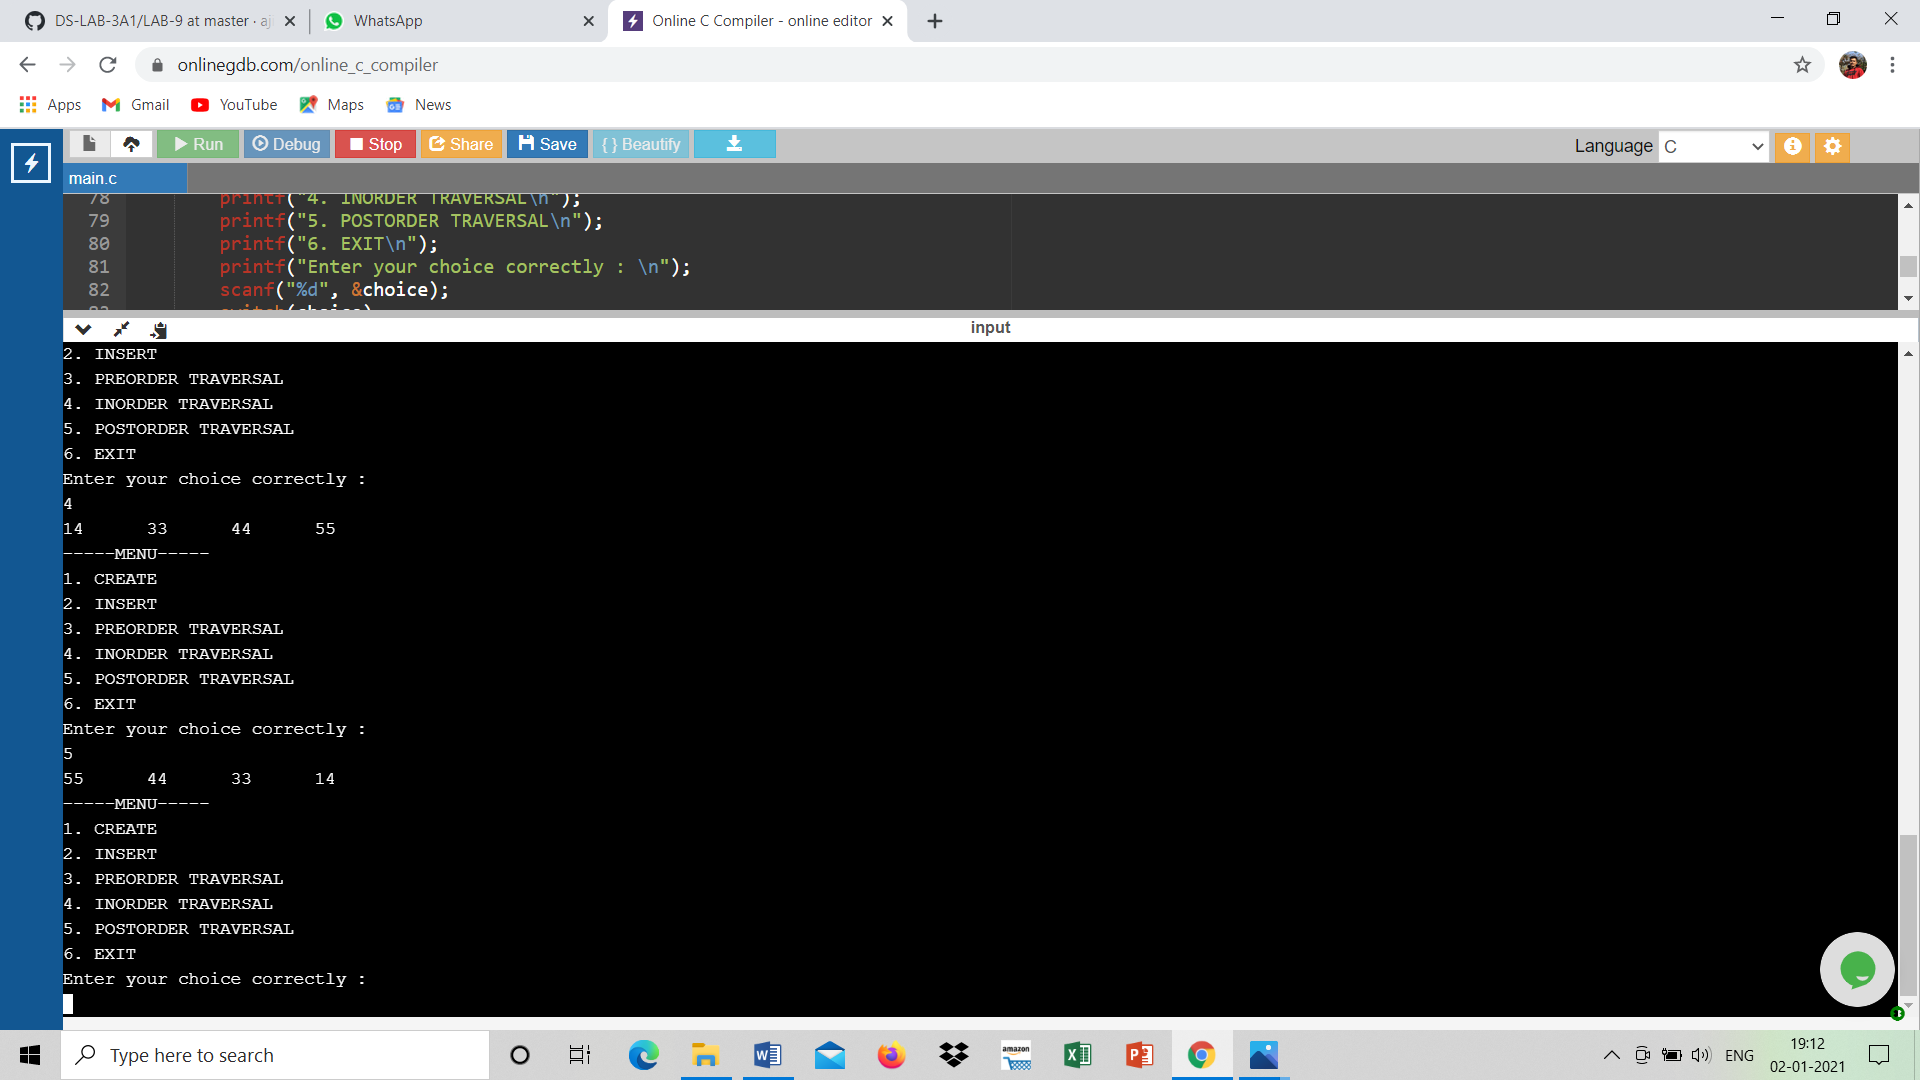 DS-LAB-3A1/LAB-9 at master · aj
WhatsApp
Online C Compiler - online editor
onlinegdb.com/online_c_compiler
Apps
Gmail
YouTube
Maps
News
Run
Debug
Stop
Share
Save
{ } Beautify
Language
C
main.c
78 printf("4. INORDER TRAVERSAL\n");
79 printf("5. POSTORDER TRAVERSAL\n");
80 printf("6. EXIT\n");
81 printf("Enter your choice correctly : \n");
82 scanf("%d", &choice);
input
2. INSERT
3. PREORDER TRAVERSAL
4. INORDER TRAVERSAL
5. POSTORDER TRAVERSAL
6. EXIT
Enter your choice correctly :
4
14 33 44 55
-----MENU-----
1. CREATE
2. INSERT
3. PREORDER TRAVERSAL
4. INORDER TRAVERSAL
5. POSTORDER TRAVERSAL
6. EXIT
Enter your choice correctly :
5
55 44 33 14
-----MENU-----
1. CREATE
2. INSERT
3. PREORDER TRAVERSAL
4. INORDER TRAVERSAL
5. POSTORDER TRAVERSAL
6. EXIT
Enter your choice correctly :
Type here to search
amazon
ENG
19:12
02-01-2021